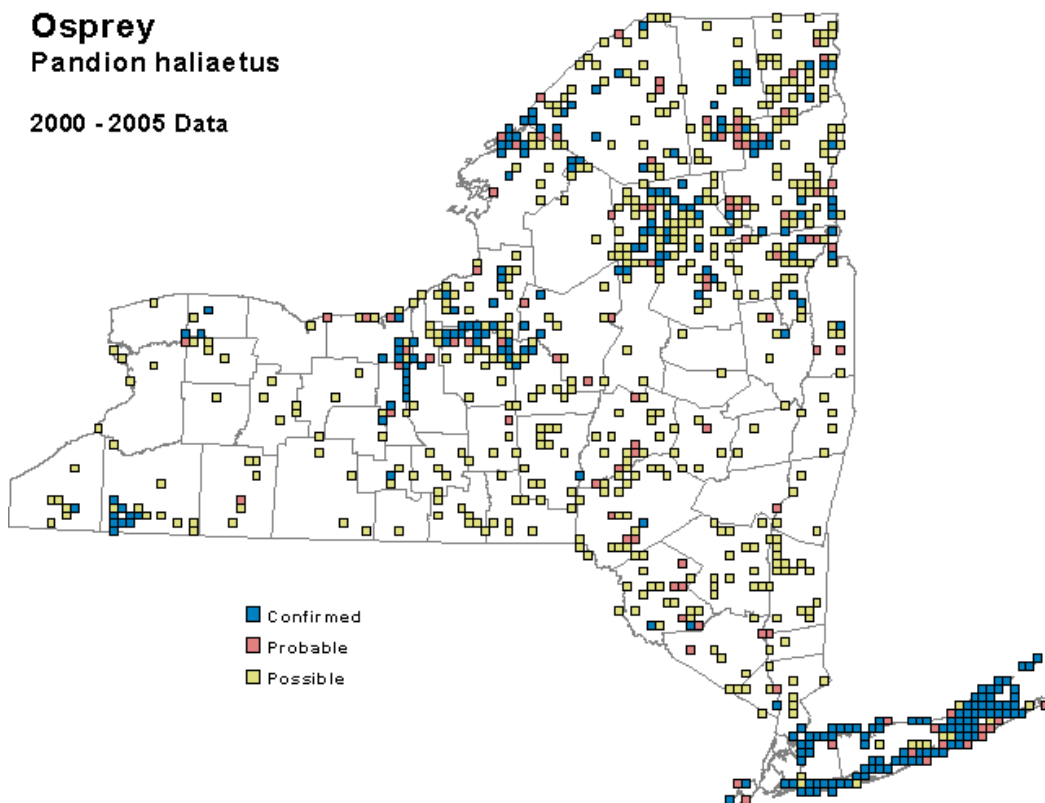 Osprey
Pandion haliaetus
2000 - 2005 Data
Confirmed
Probable
Possible